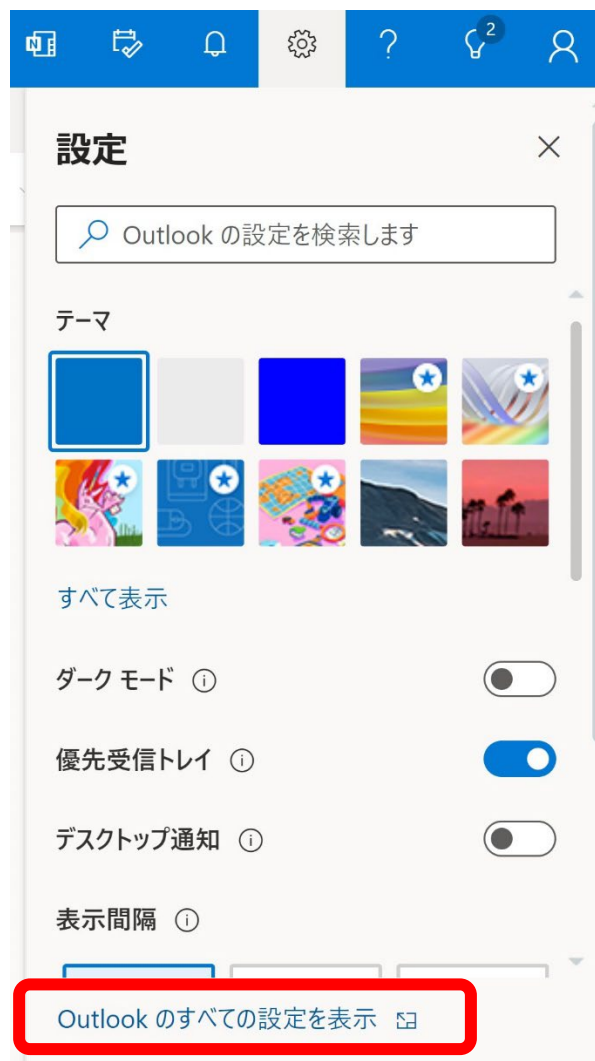 2
設定
Outlook の設定を検索します
テーマ
すべて表示
ダーク モード
優先受信トレイ
デスクトップ通知
表示間隔
Outlook のすべての設定を表示